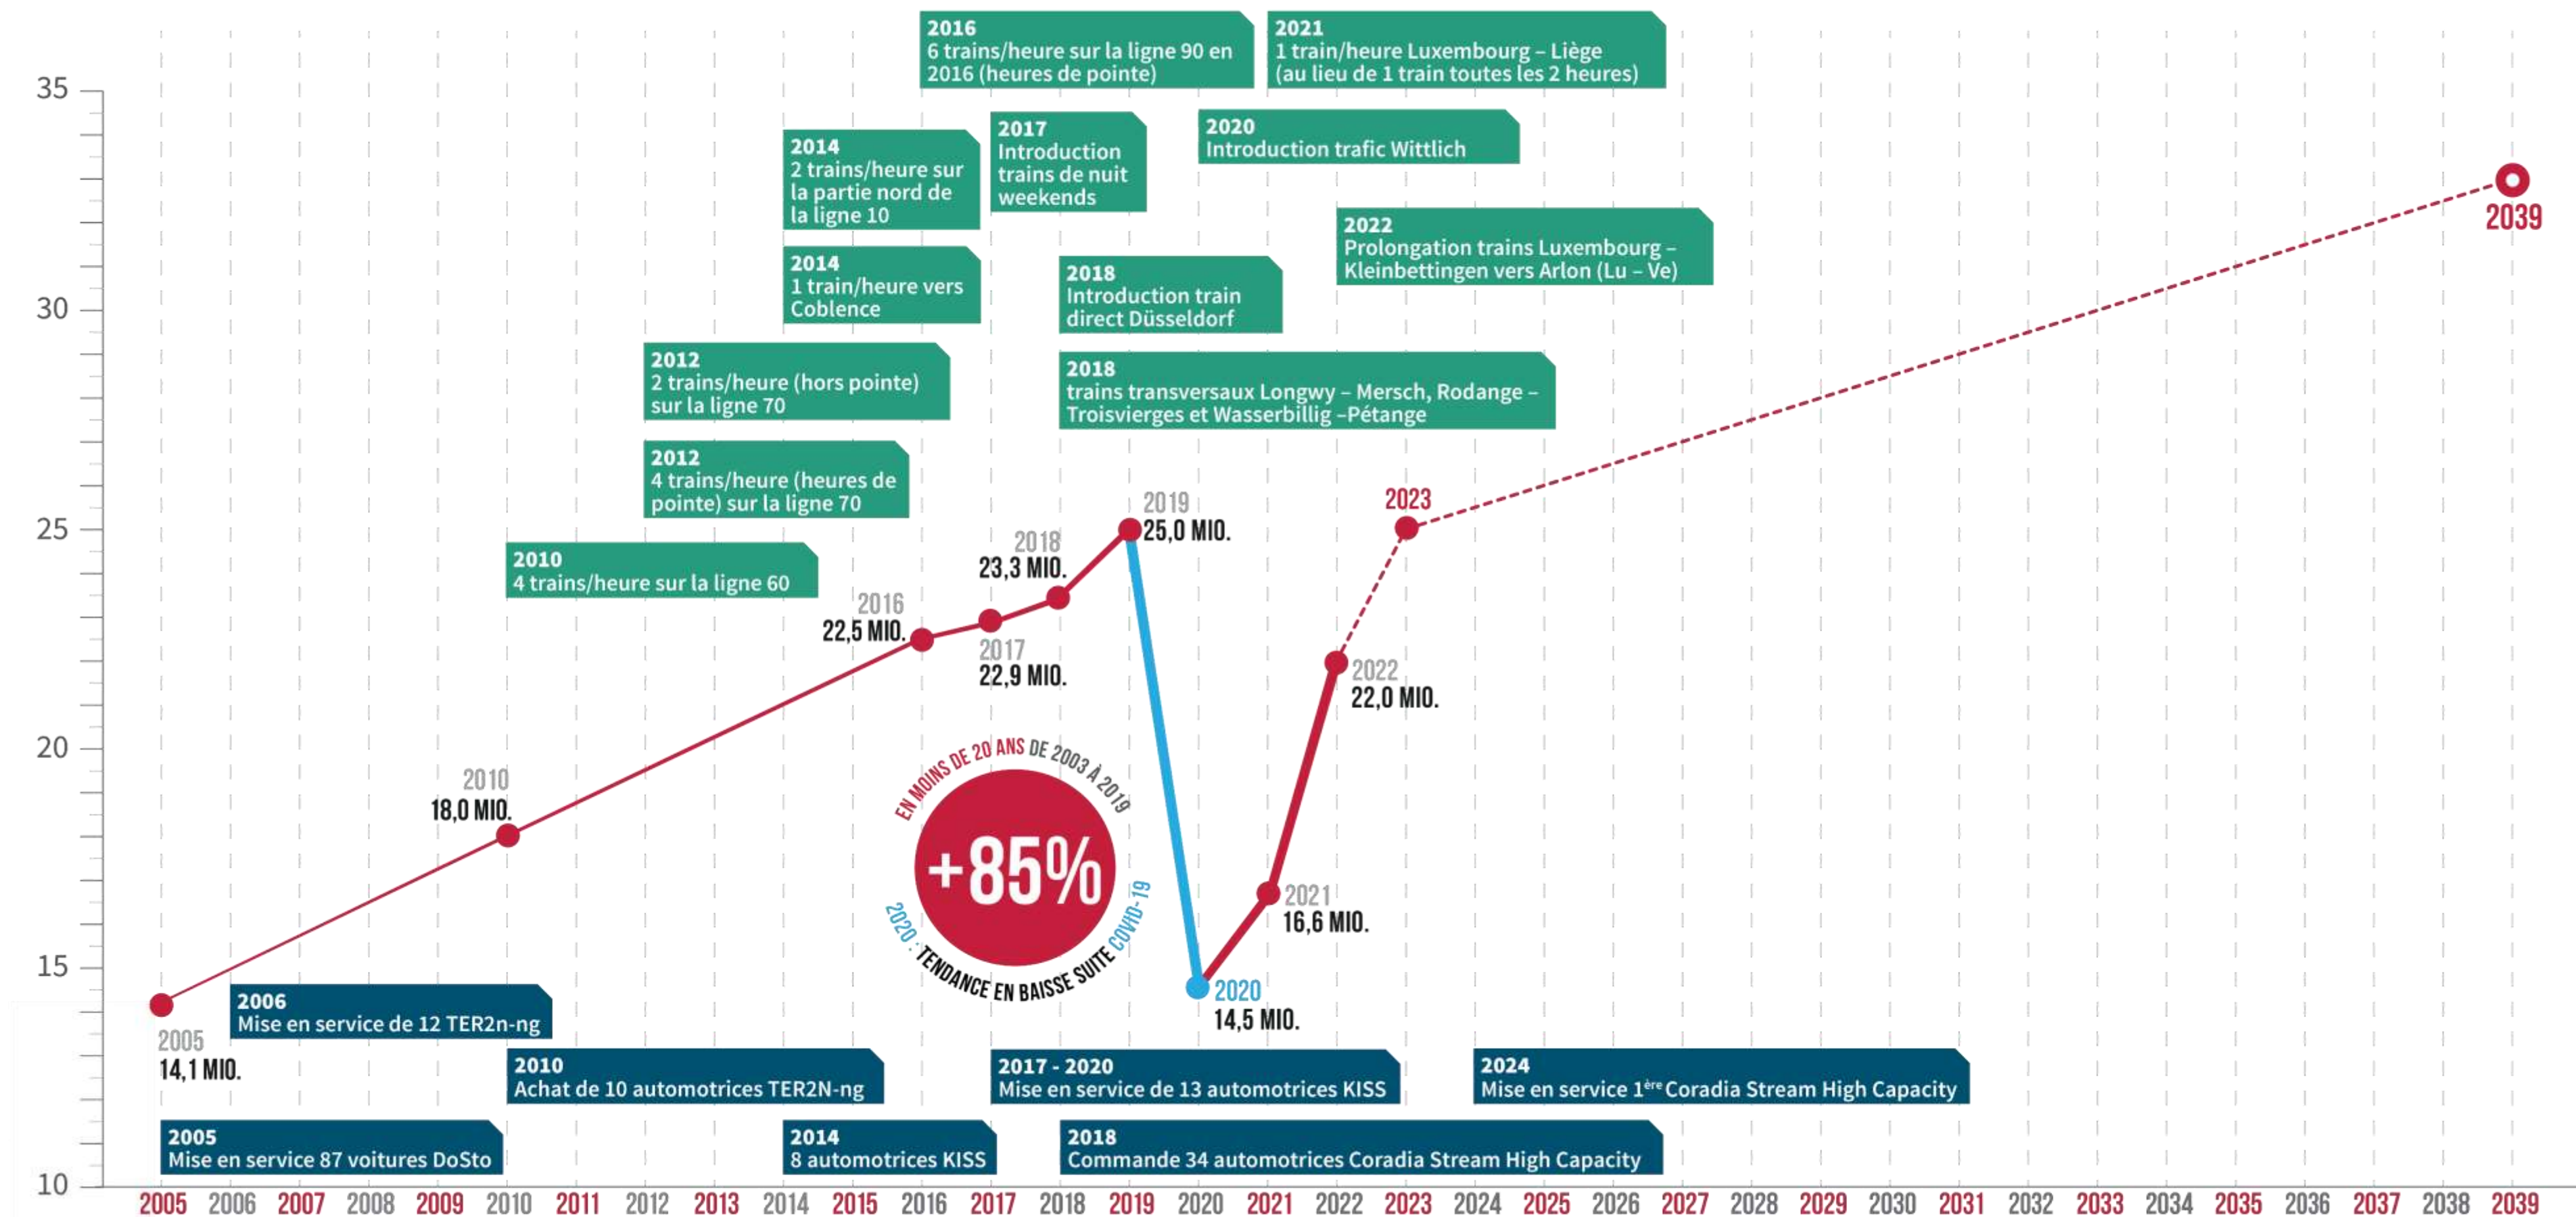 2016
6 trains/heure sur la ligne 90 en
2016 (heures de pointe)
2021
1 train/heure Luxembourg – Liège
(au lieu de 1 train toutes les 2 heures)
35
2014
2 trains/heure sur
la partie nord de
la ligne 10
2017
Introduction
trains de nuit
weekends
2020
Introduction trafic Wittlich
2039
2022
Prolongation trains Luxembourg –
Kleinbettingen vers Arlon (Lu – Ve)
2014
1 train/heure vers
Coblence
2018
Introduction train
direct Düsseldorf
30
2012
2 trains/heure (hors pointe)
sur la ligne 70
2018
trains transversaux Longwy – Mersch, Rodange –
Troisvierges et Wasserbillig –Pétange
2012
4 trains/heure (heures de
pointe) sur la ligne 70
25
2019
25,0 MIO.
2023
2018
23,3 MIO.
2010
4 trains/heure sur la ligne 60
2016
22,5 MIO.
2017
22,9 MIO.
2022
22,0 MIO.
20
2010
18,0 MIO.
EN MOINS DE 20 ANS DE 2003 À 2019
+85%
2020 : TENDANCE EN BAISSE SUITE COVID-19
2021
16,6 MIO.
15
2020
14,5 MIO.
2005
14,1 MIO.
2006
Mise en service de 12 TER2n-ng
2010
Achat de 10 automotrices TER2N-ng
2017 - 2020
Mise en service de 13 automotrices KISS
2024
Mise en service 1ère Coradia Stream High Capacity
2005
Mise en service 87 voitures DoSto
2014
8 automotrices KISS
2018
Commande 34 automotrices Coradia Stream High Capacity
10
2005 2006 2007 2008 2009 2010 2011 2012 2013 2014 2015 2016 2017 2018 2019 2020 2021 2022 2023 2024 2025 2026 2027 2028 2029 2030 2031 2032 2033 2034 2035 2036 2037 2038 2039